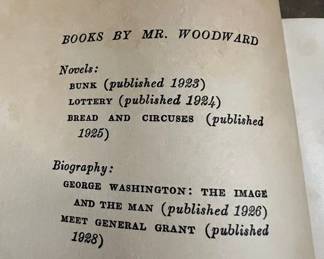 BOOKS BY MR. WOODWARD
Novels:
BUNK (published 1923)
LOTTERY (published 1924)
BREAD AND CIRCUSES (published
1925)
Biography:
GEORGE WASHINGTON: THE IMAGE
AND THE MAN (published 1926)
MEET GENERAL GRANT (published
1928)